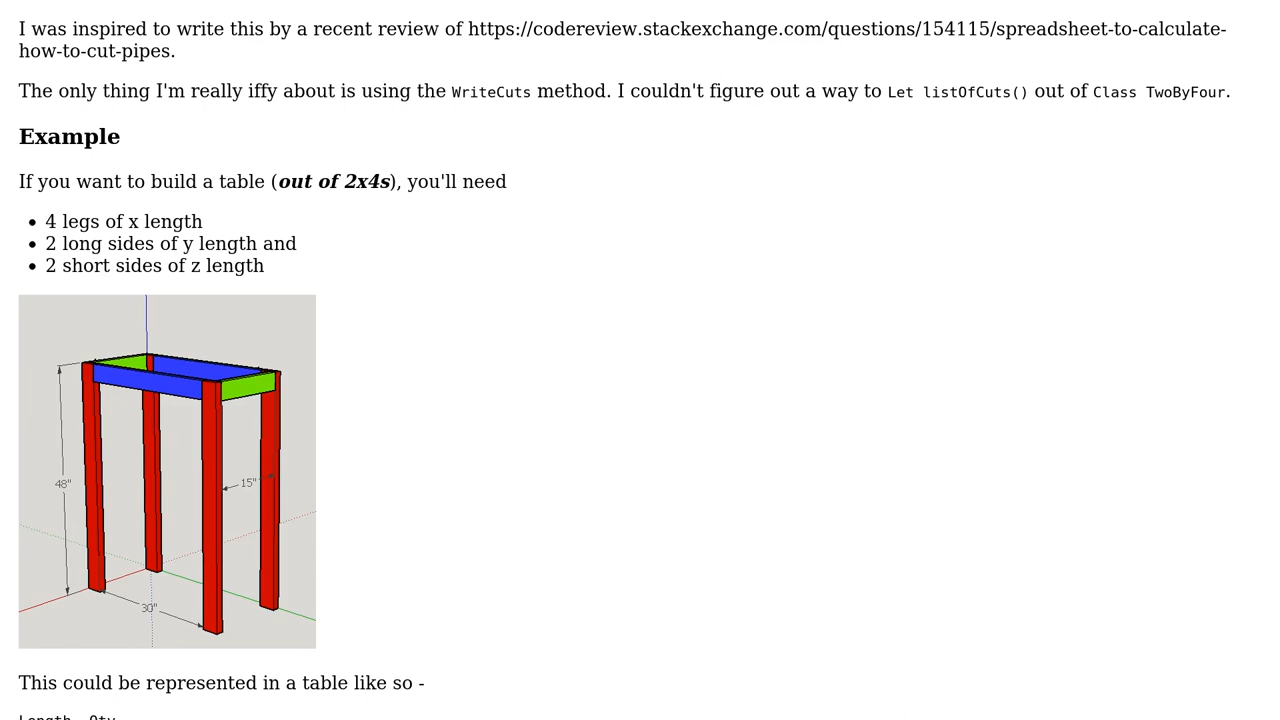 I was inspired to write this by a recent review of https://codereview.stackexchange.com/questions/154115/spreadsheet-to-calculate-
how-to-cut-pipes.
The only thing I'm really iffy about is using the WriteCuts method. I couldn't figure out a way to Let listOfCuts() out of Class TwoByFour.
Example
If you want to build a table (out of 2x4s), you'll need
• 4 legs of x length
• 2 long sides of y length and
• 2 short sides of z length
48"
15"
30"
This could be represented in a table like so -
Length Qty